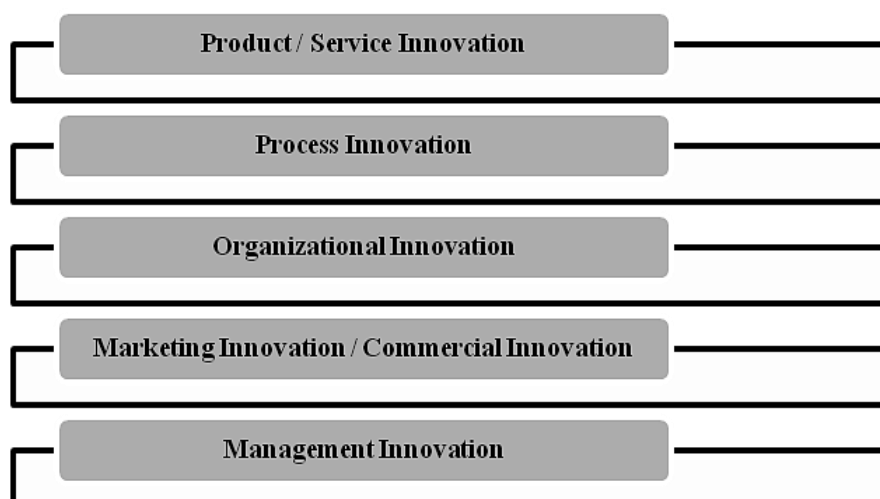 Product / Service Innovation
Process Innovation
Organizational Innovation
Marketing Innovation / Commercial Innovation
Management Innovation